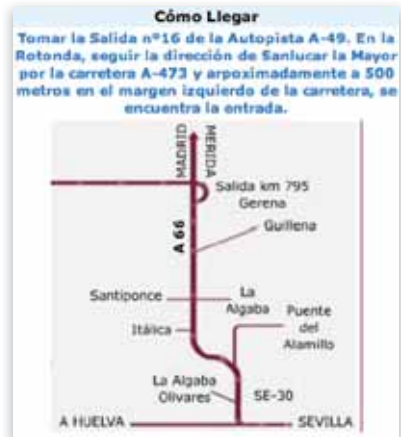 Cómo Llegar
Tomar la Salida nº16 de la Autopista A-49. En la
Rotonda, seguir la dirección de Sanlucar la Mayor
por la carretera A-473 y arpoximadamente a 500
metros en el margen izquierdo de la carretera, se
encuentra la entrada.
MADRID
MERIDA
Salida km 795
Gerena
A 66
Guillena
Santiponce
La
Algaba
Puente
del
Alamillo
Itálica
La Algaba
Olivares
SE-30
A HUELVA
SEVILLA